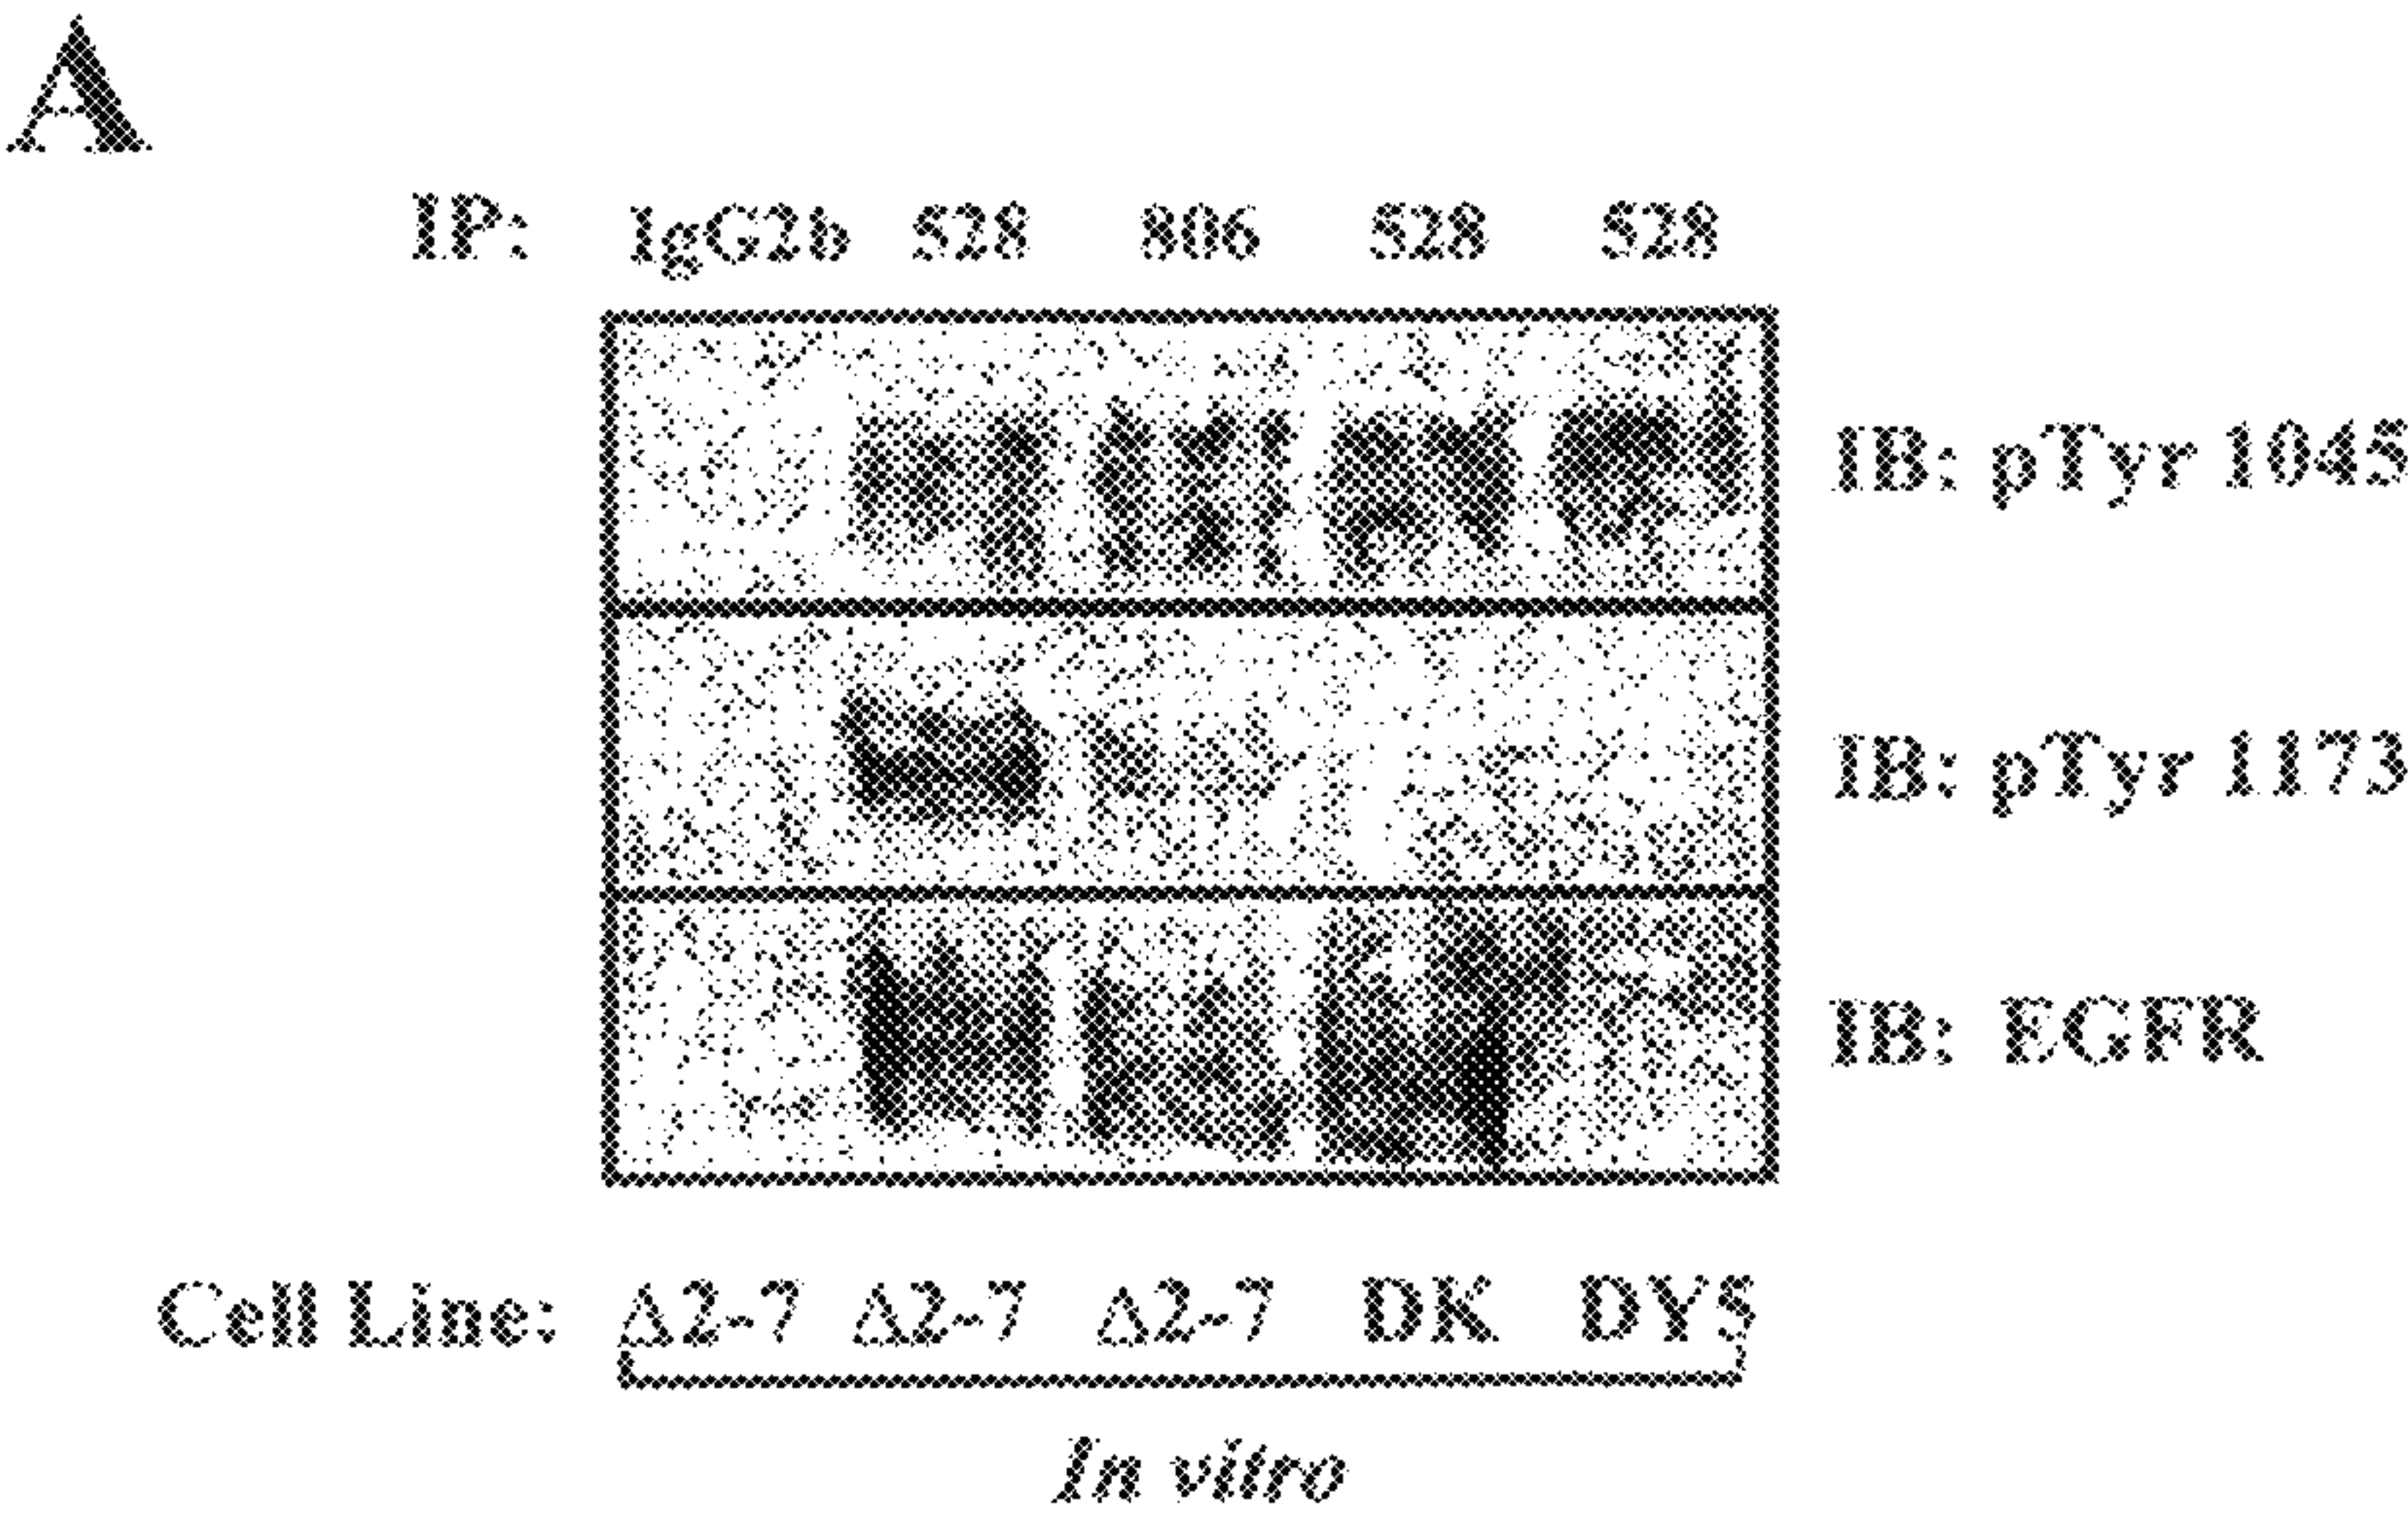 A
IP: IgG2b 528 806 528 528
IB: pTyr 1045
IB: pTyr 1173
IB: EGFR
Cell Line: Δ2-7 Δ2-7 Δ2-7 DK DY5
In vitro